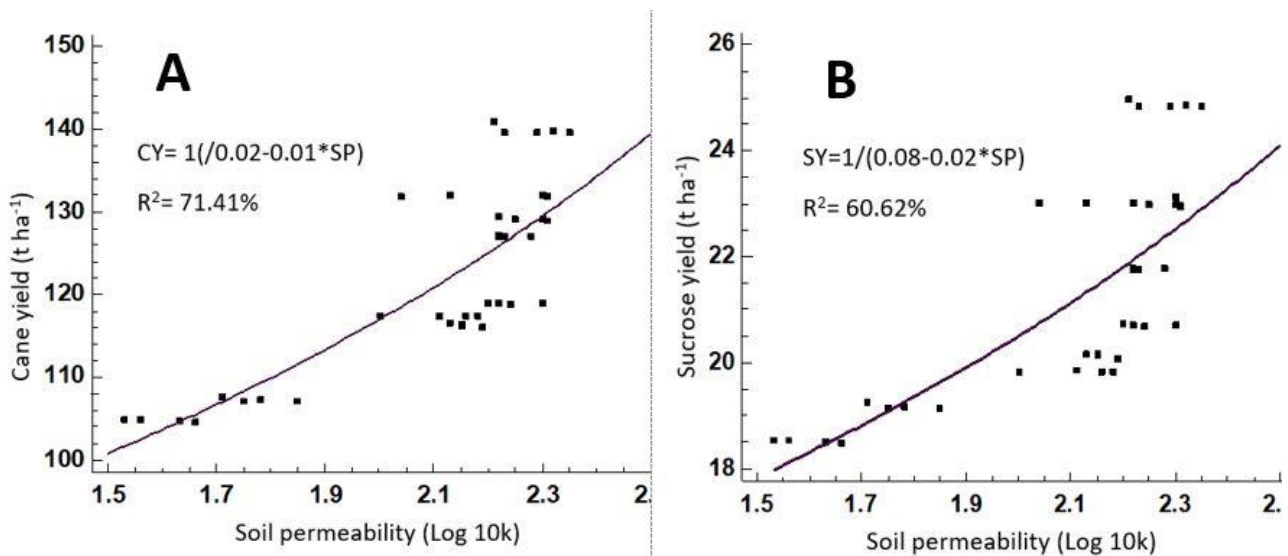 A
150
140
130
120
110
100
Cane yield (t ha⁻¹)
CY= 1(/0.02-0.01*SP)
R²= 71.41%
1.5 1.7 1.9 2.1 2.3 2.
Soil permeability (Log 10k)
B
26
24
22
20
18
Sucrose yield (t ha⁻¹)
SY=1/(0.08-0.02*SP)
R²= 60.62%
1.5 1.7 1.9 2.1 2.3 2.
Soil permeability (Log 10k)